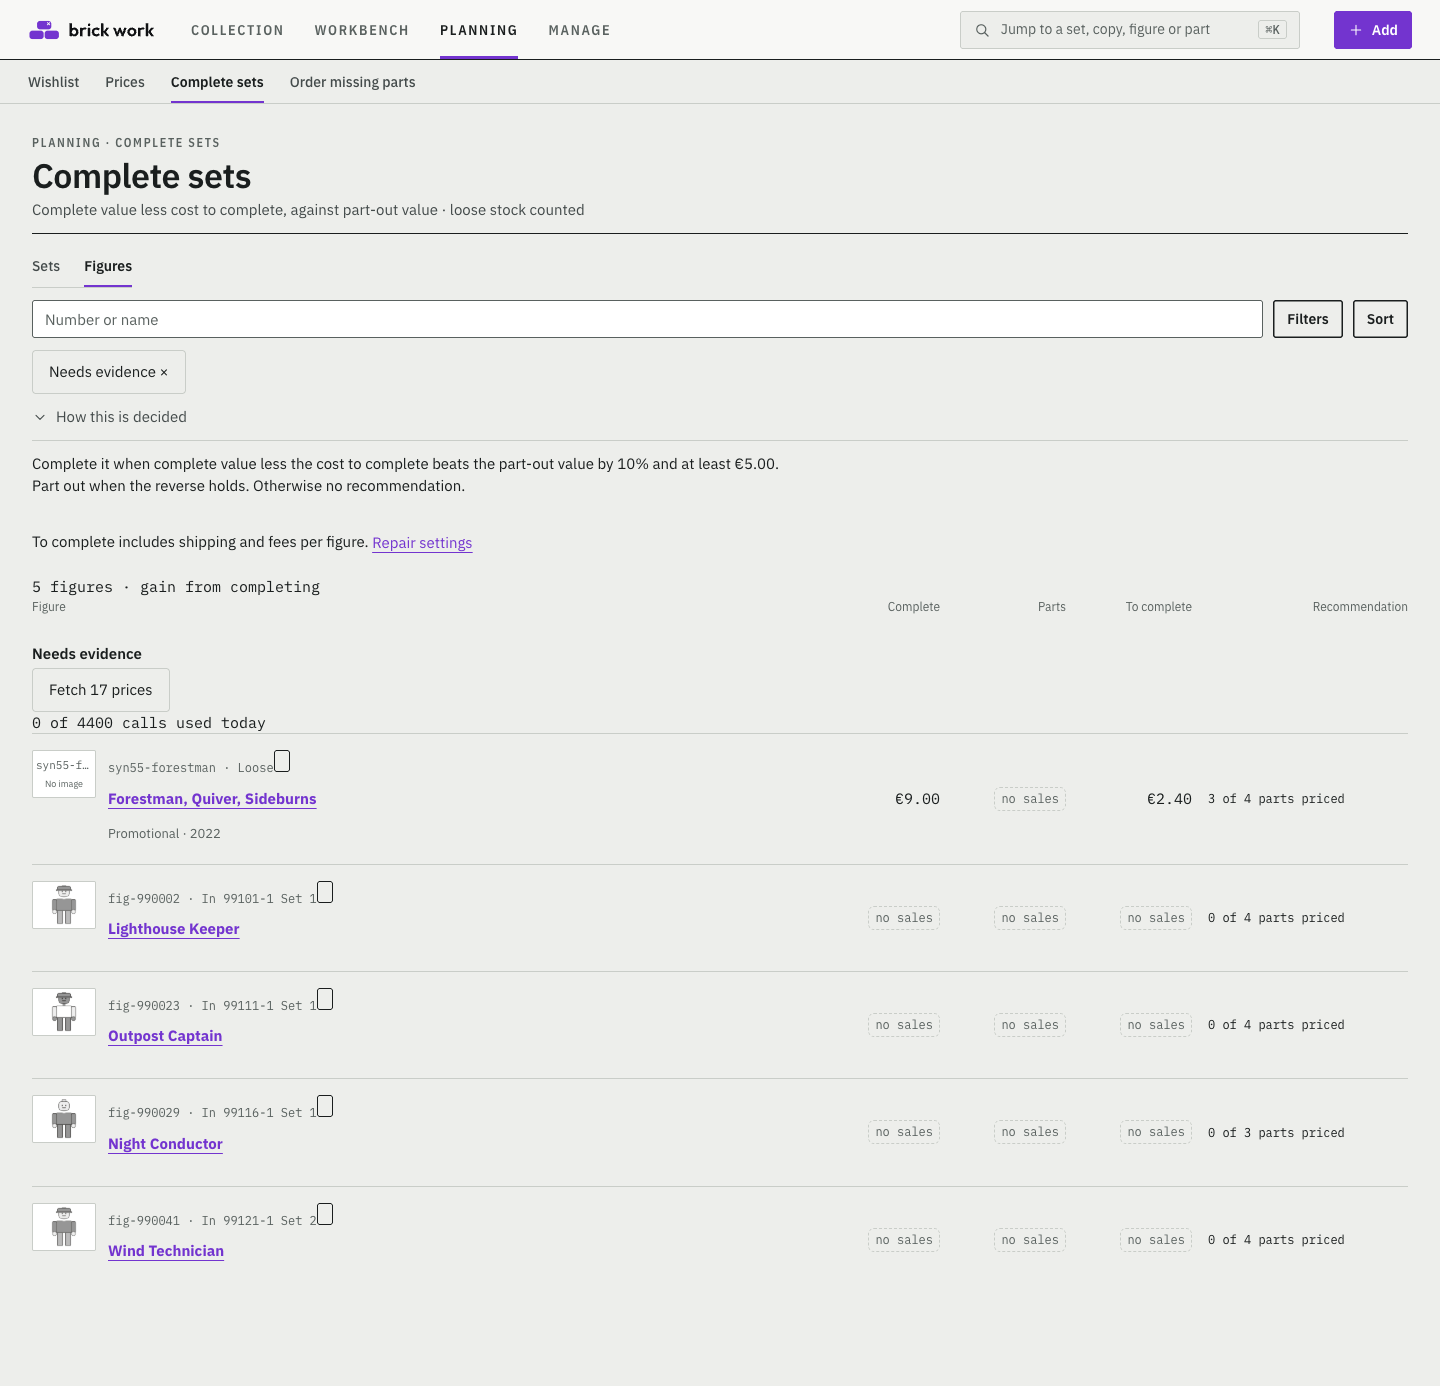 brick work
COLLECTION
WORKBENCH
PLANNING
MANAGE
Jump to a set, copy, figure or part
⌘K
+ Add
Wishlist
Prices
Complete sets
Order missing parts
PLANNING · COMPLETE SETS
Complete sets
Complete value less cost to complete, against part-out value · loose stock counted
Sets
Figures
Number or name
Filters
Sort
Needs evidence ×
How this is decided
Complete it when complete value less the cost to complete beats the part-out value by 10% and at least €5.00.
Part out when the reverse holds. Otherwise no recommendation.
To complete includes shipping and fees per figure. Repair settings
5 figures · gain from completing
Figure
Complete
Parts
To complete
Recommendation
Needs evidence
Fetch 17 prices
0 of 4400 calls used today
syn55-f…
No image
syn55-forestman · Loose
Forestman, Quiver, Sideburns
Promotional · 2022
€9.00
no sales
€2.40
3 of 4 parts priced
fig-990002 · In 99101-1 Set 1
Lighthouse Keeper
no sales
no sales
no sales
0 of 4 parts priced
fig-990023 · In 99111-1 Set 1
Outpost Captain
no sales
no sales
no sales
0 of 4 parts priced
fig-990029 · In 99116-1 Set 1
Night Conductor
no sales
no sales
no sales
0 of 3 parts priced
fig-990041 · In 99121-1 Set 2
Wind Technician
no sales
no sales
no sales
0 of 4 parts priced